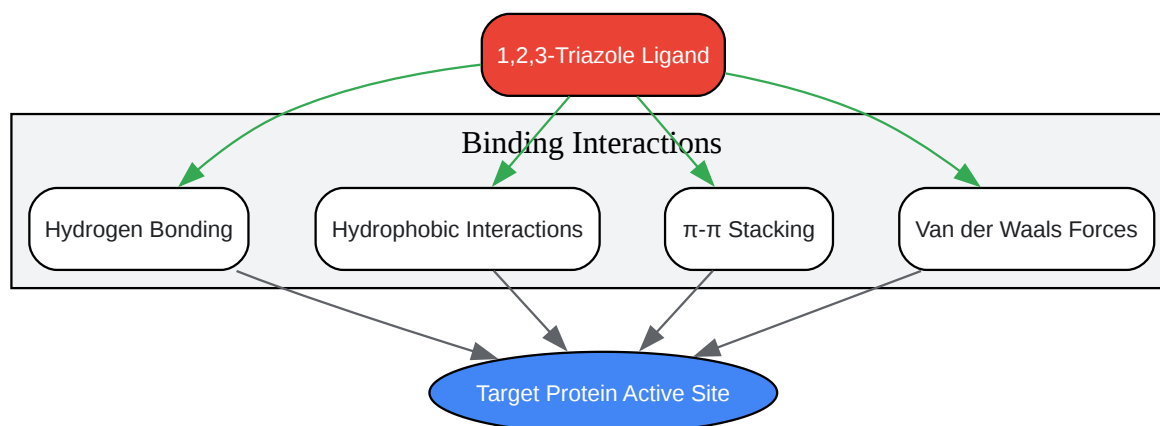 1,2,3-Triazole Ligand
Binding Interactions
Hydrogen Bonding
Hydrophobic Interactions
π-π Stacking
Van der Waals Forces
Target Protein Active Site